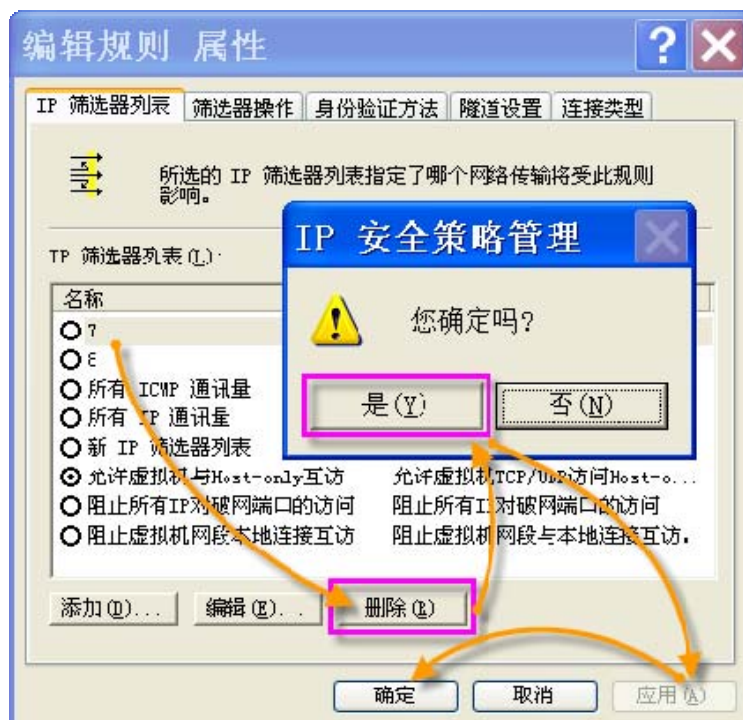 编辑规则 属性
IP 筛选器列表 筛选器操作 身份验证方法 隧道设置 连接类型
所选的 IP 筛选器列表指定了哪个网络传输将受此规则
影响。
IP 安全策略管理
IP 筛选器列表(L):
名称
您确定吗?
7
8
所有 ICMP 通讯量
是(Y) 否(N)
所有 IP 通讯量
新 IP 筛选器列表
允许虚拟机与Host-only互访 允许虚拟机TCP/UDP访问Host-o...
阻止所有IP对破网端口的访问 阻止所有IP对破网端口的访问
阻止虚拟机网段本地连接互访 阻止虚拟机网段与本地连接互访.
添加(D)... 编辑(E)... 删除(R)
确定 取消 应用(A)